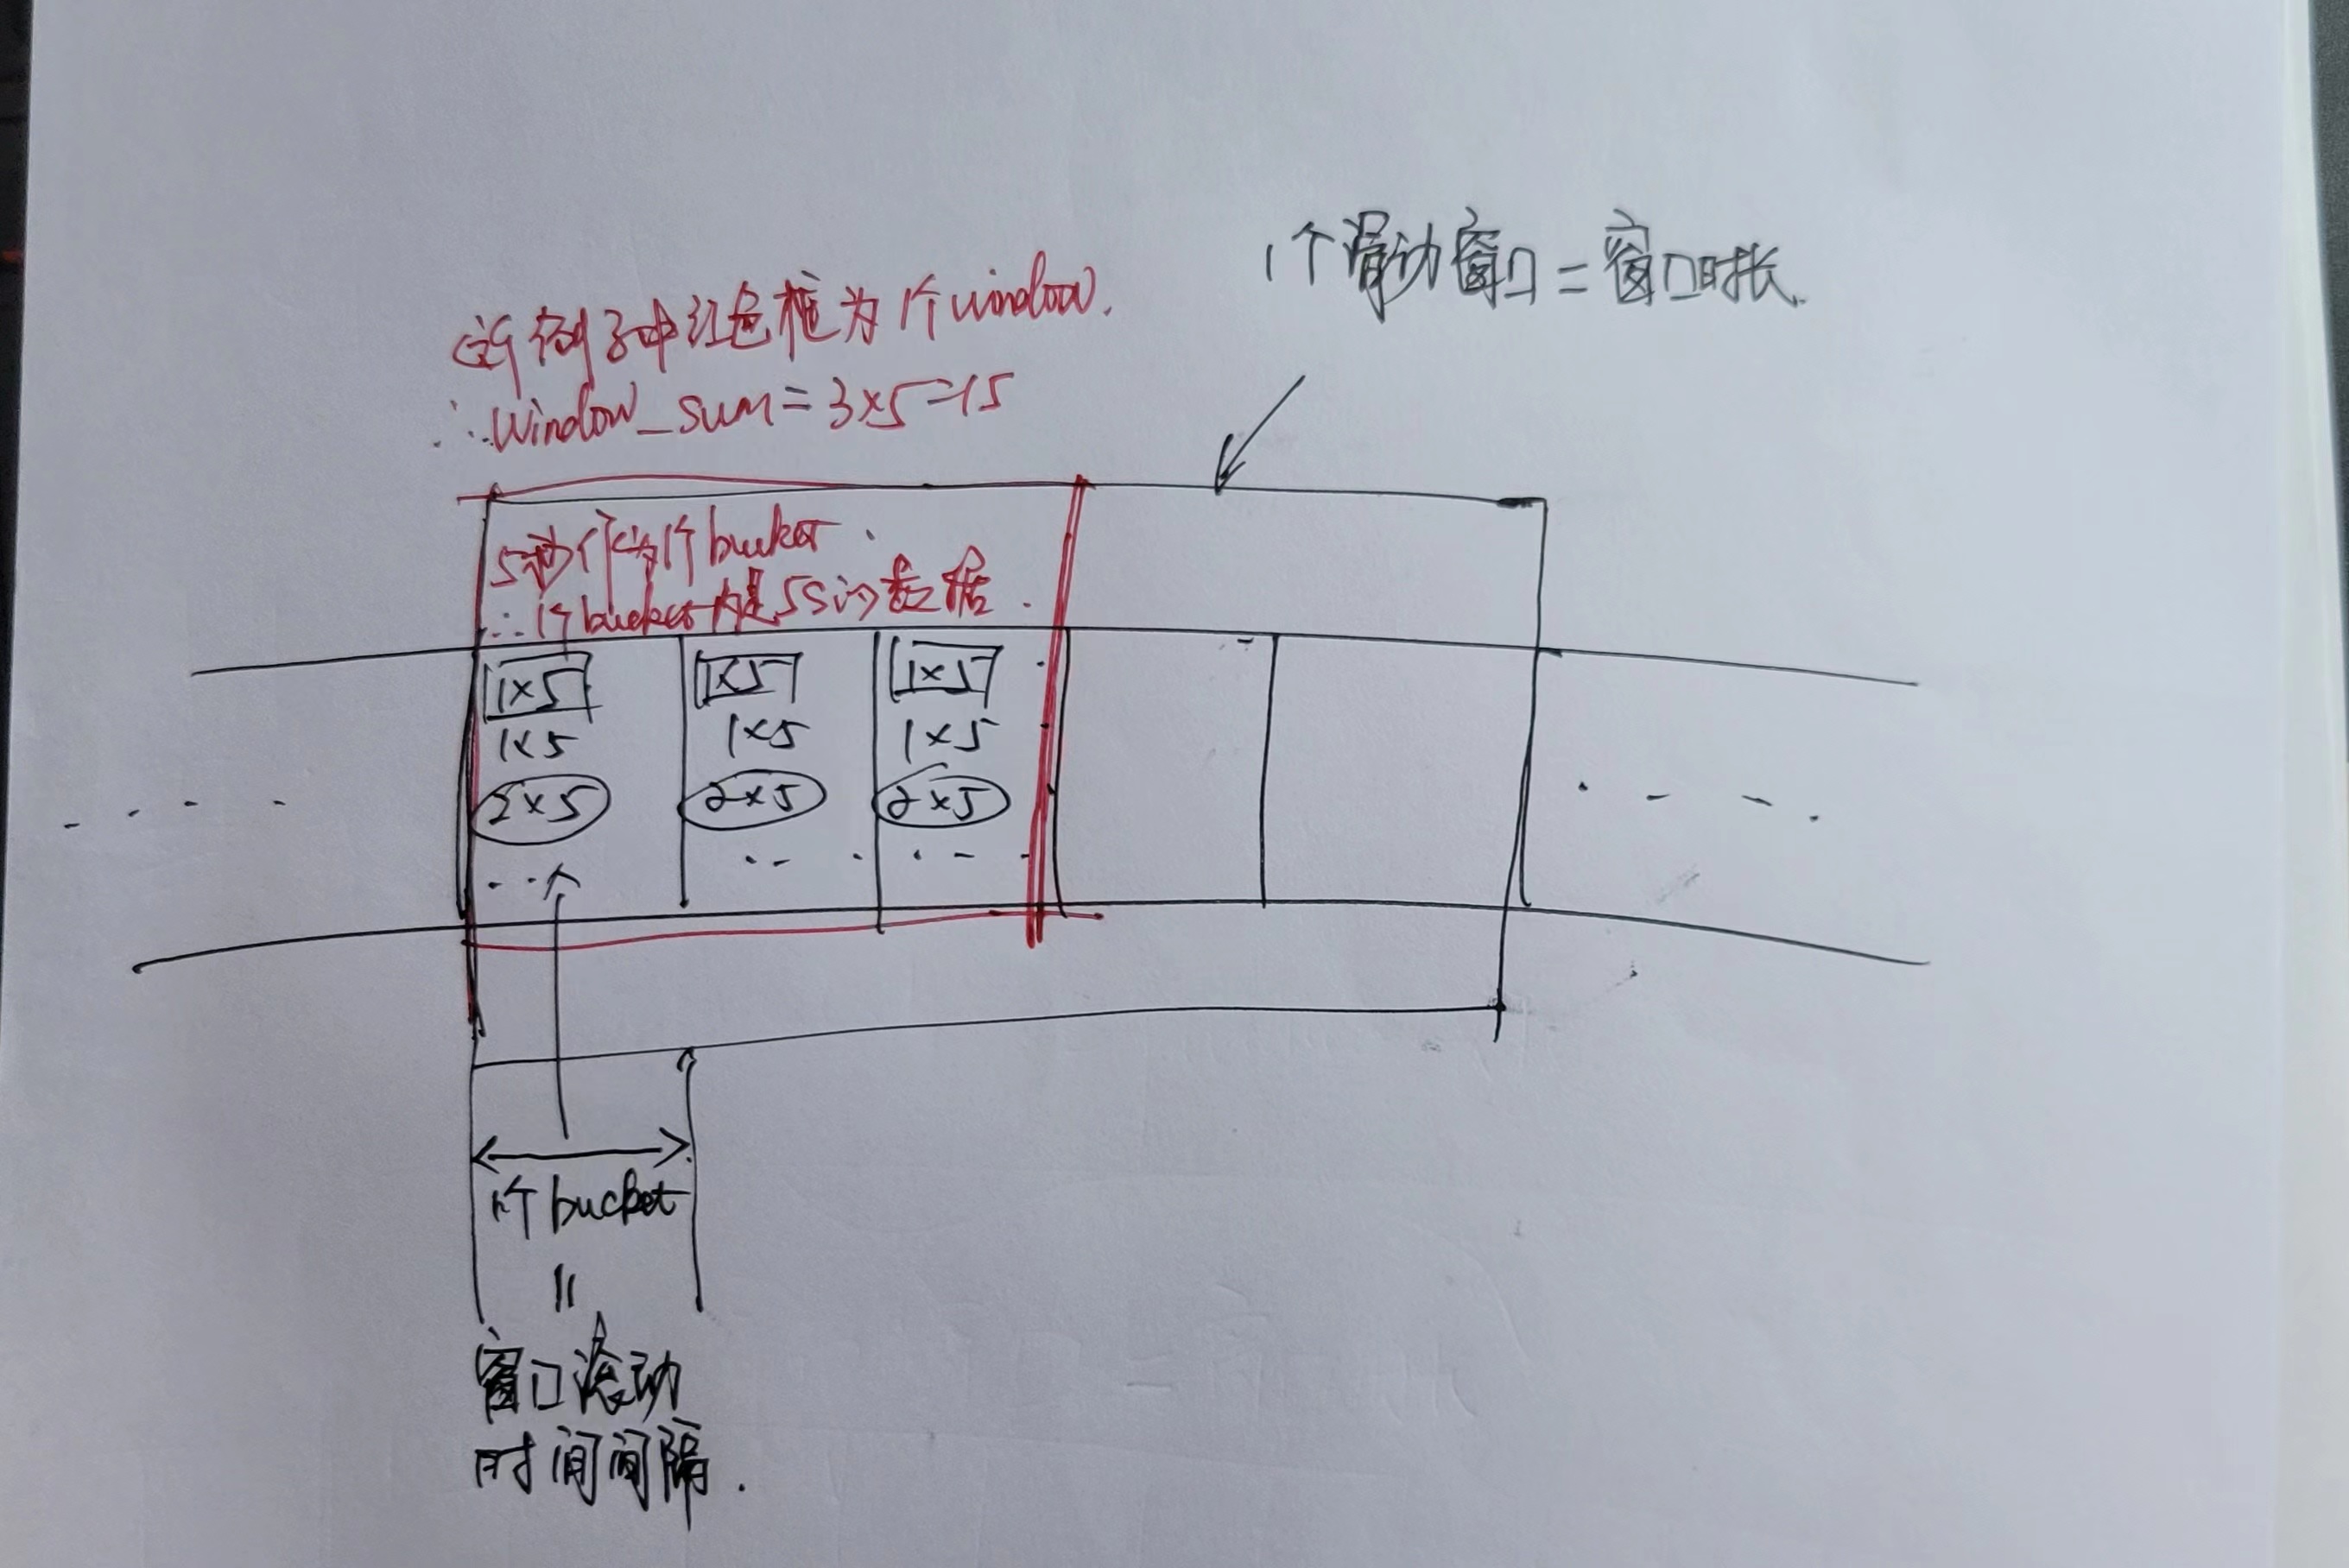 1个滑动窗口=窗口时长.
这例子中红色框为1个window.
∴window_sum=3×5=15
5秒1个为1个bucket.
∴1个bucket内是5s的数据.
1×5 1×5 1×5
1×5 1×5 1×5
2×5 2×5 2×5
1个bucket
=
窗口滚动
时间间隔.